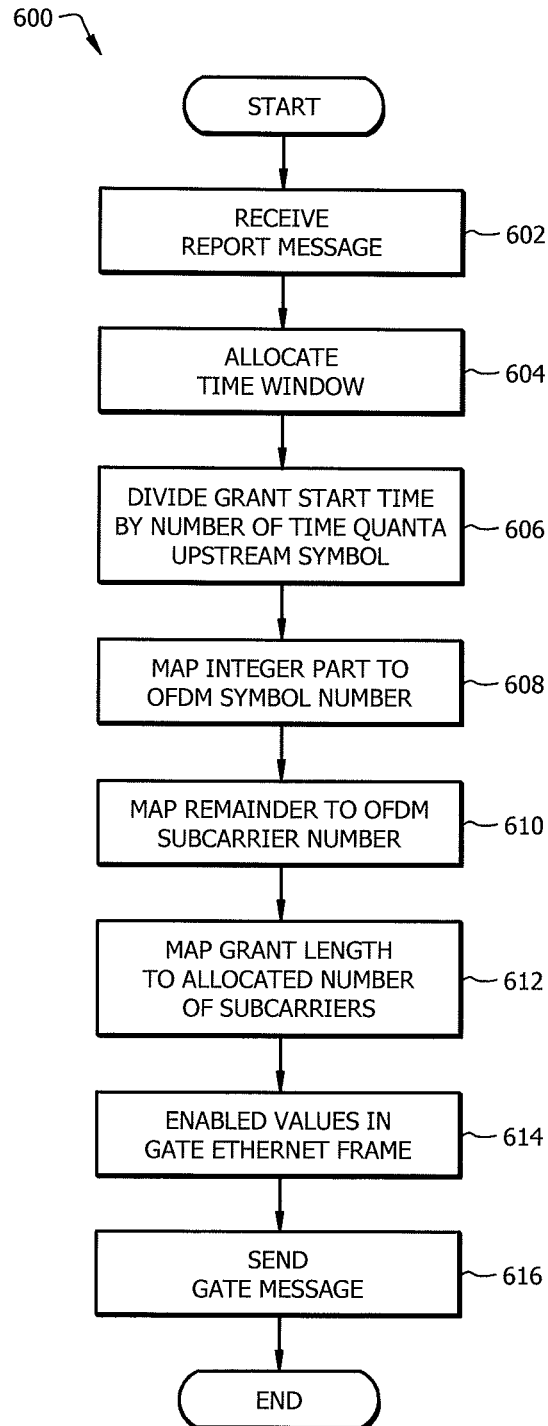 600
START
RECEIVE
REPORT MESSAGE
602
ALLOCATE
TIME WINDOW
604
DIVIDE GRANT START TIME
BY NUMBER OF TIME QUANTA
UPSTREAM SYMBOL
606
MAP INTEGER PART TO
OFDM SYMBOL NUMBER
608
MAP REMAINDER TO OFDM
SUBCARRIER NUMBER
610
MAP GRANT LENGTH
TO ALLOCATED NUMBER
OF SUBCARRIERS
612
ENABLED VALUES IN
GATE ETHERNET FRAME
614
SEND
GATE MESSAGE
616
END